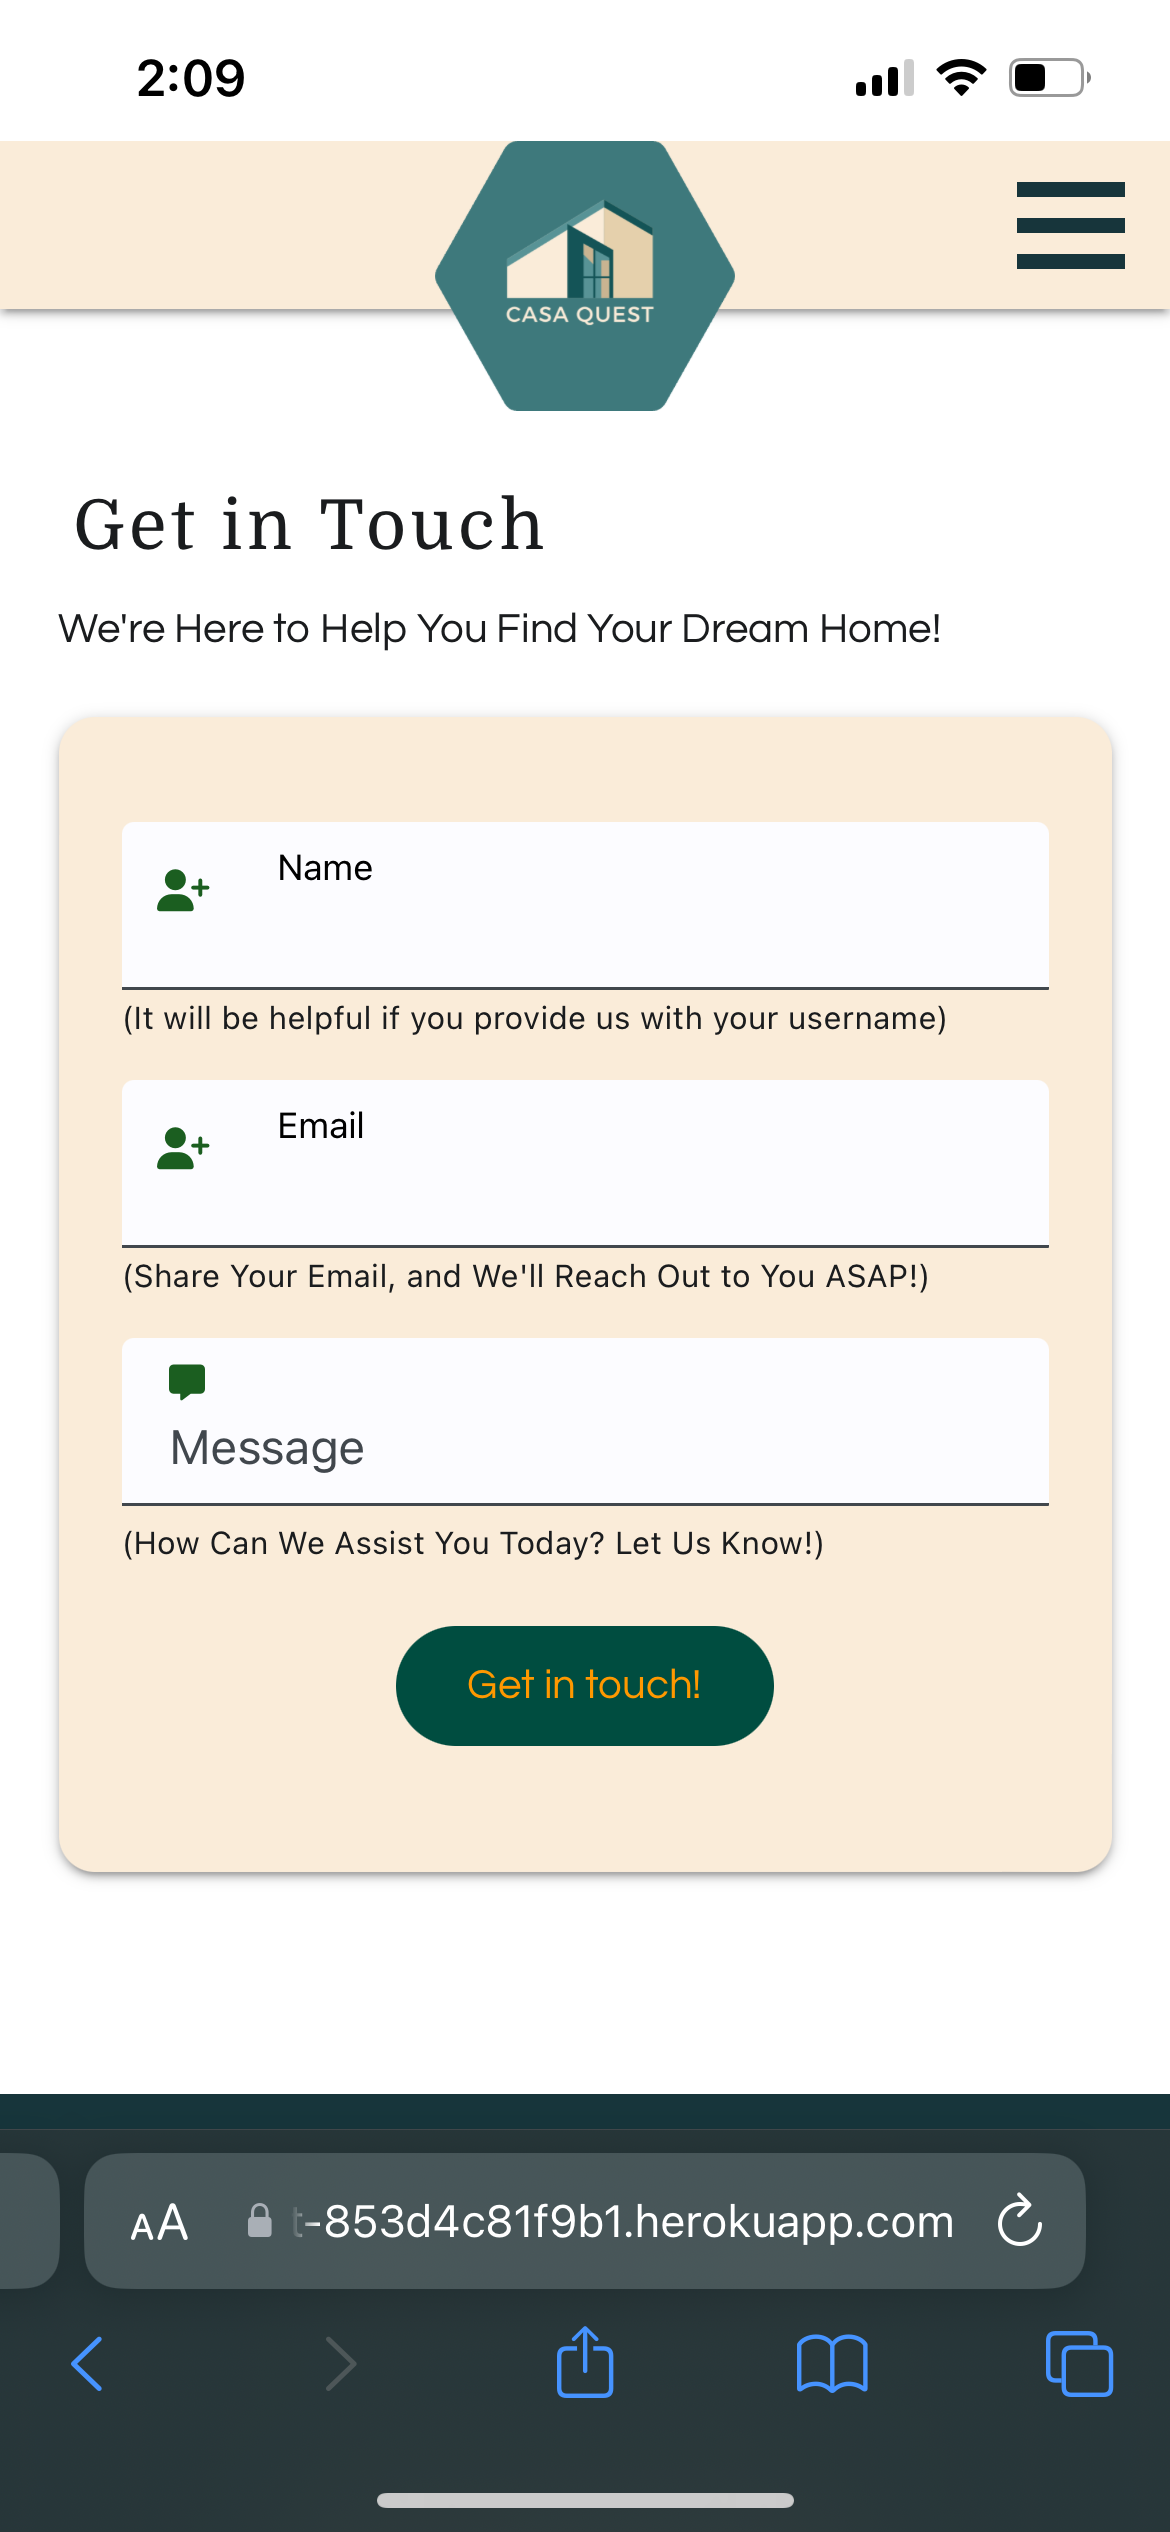 2:09
CASA QUEST
Get in Touch
We're Here to Help You Find Your Dream Home!
Name
(It will be helpful if you provide us with your username)
Email
(Share Your Email, and We'll Reach Out to You ASAP!)
Message
(How Can We Assist You Today? Let Us Know!)
Get in touch!
AA t-853d4c81f9b1.herokuapp.com